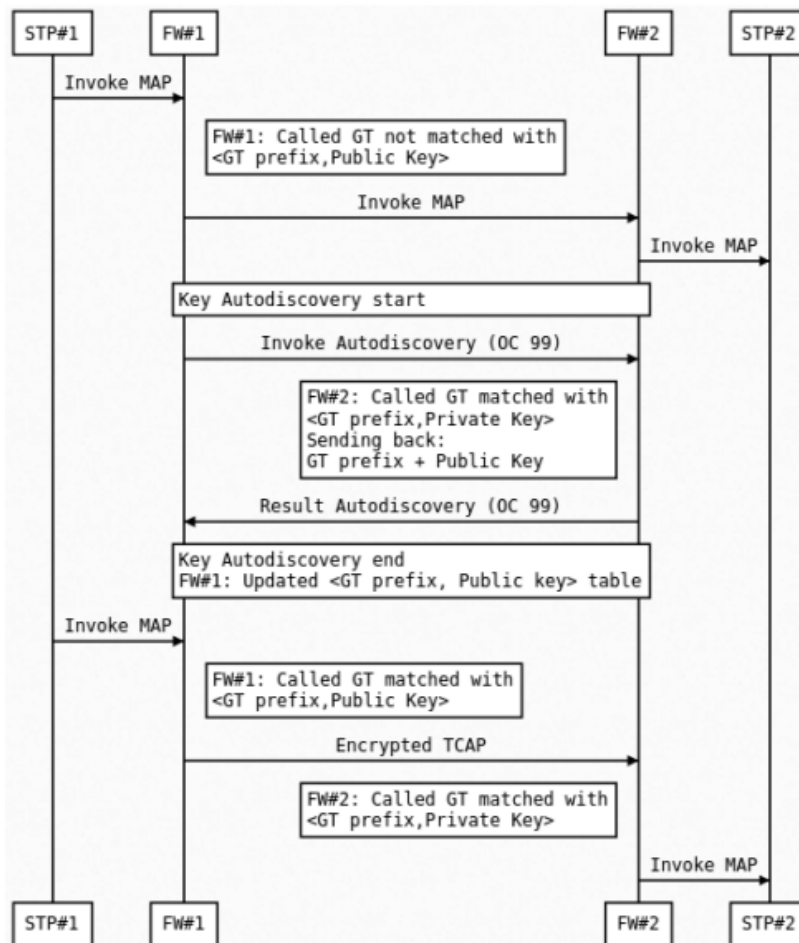 STP#1 FW#1 FW#2 STP#2
Invoke MAP
FW#1: Called GT not matched with
<GT prefix,Public Key>
Invoke MAP
Invoke MAP
Key Autodiscovery start
Invoke Autodiscovery (OC 99)
FW#2: Called GT matched with
<GT prefix,Private Key>
Sending back:
GT prefix + Public Key
Result Autodiscovery (OC 99)
Key Autodiscovery end
FW#1: Updated <GT prefix, Public key> table
Invoke MAP
FW#1: Called GT matched with
<GT prefix,Public Key>
Encrypted TCAP
FW#2: Called GT matched with
<GT prefix,Private Key>
Invoke MAP
STP#1 FW#1 FW#2 STP#2